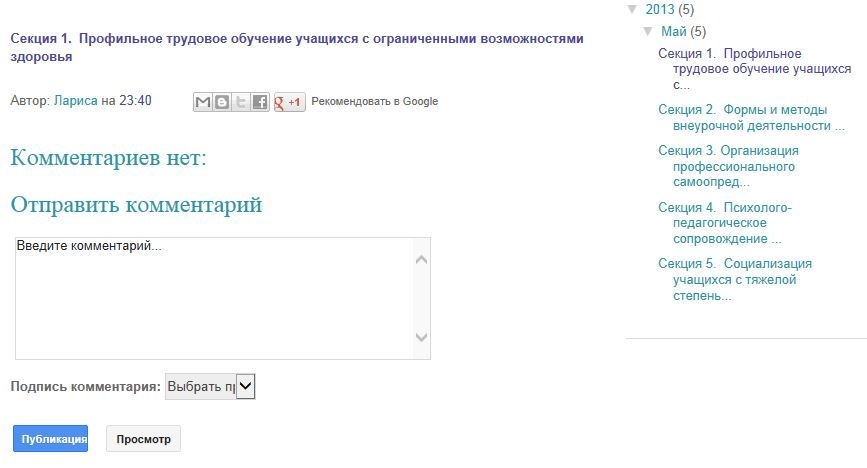 Секция 1.  Профильное трудовое обучение учащихся с ограниченными возможностями
здоровья
Автор: Лариса на 23:40
g +1 Рекомендовать в Google
Комментариев нет:
Отправить комментарий
Введите комментарий...
Подпись комментария: Выбрать пр
Публикация Просмотр
2013 (5)
Май (5)
Секция 1.  Профильное
трудовое обучение учащихся
с...
Секция 2.  Формы и методы
внеурочной деятельности ...
Секция 3. Организация
профессионального
самоопред...
Секция 4.  Психолого-
педагогическое
сопровождение ...
Секция 5.  Социализация
учащихся с тяжелой
степень...